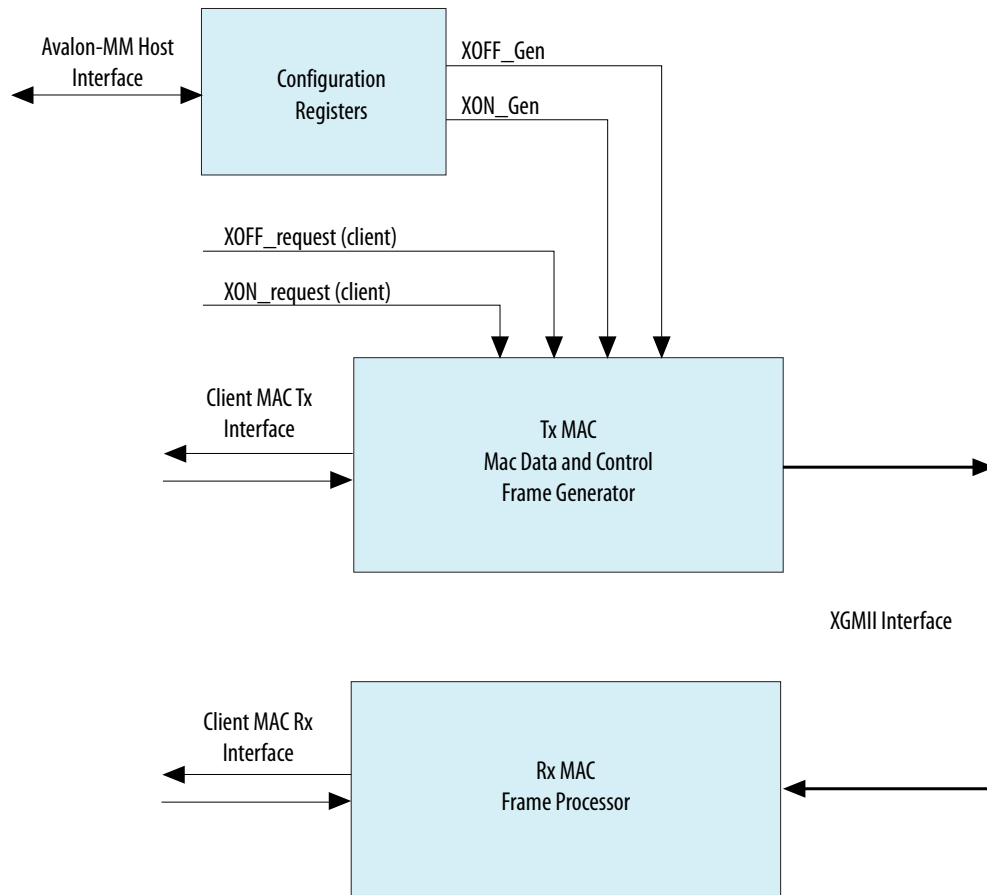 Avalon-MM Host
Interface
Configuration
Registers
XOFF_Gen
XON_Gen
XOFF_request (client)
XON_request (client)
Client MAC Tx
Interface
Tx MAC
Mac Data and Control
Frame Generator
XGMII Interface
Client MAC Rx
Interface
Rx MAC
Frame Processor